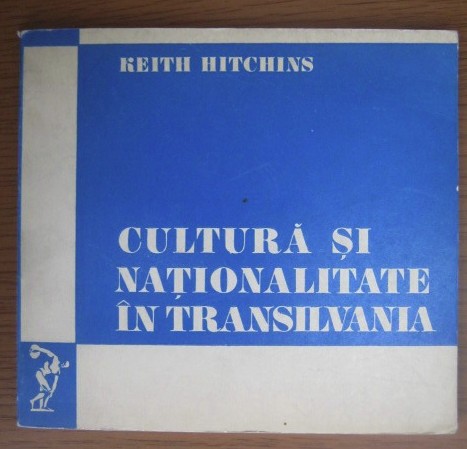 KEITH HITCHINS
CULTURĂ ȘI
NAȚIONALITATE
ÎN TRANSILVANIA